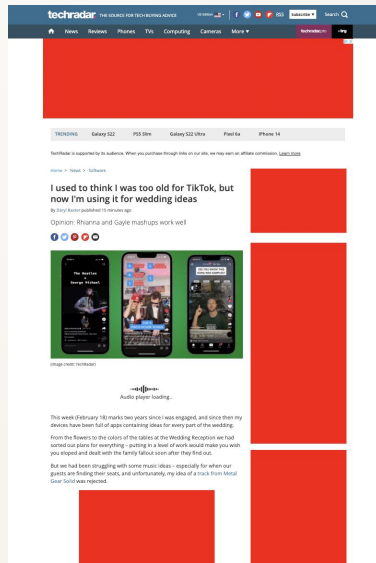 techradar THE SOURCE FOR TECH BUYING ADVICE
RSS Subscribe ▼ Search
News Reviews Phones TVs Computing Cameras More ▼ techradar.pro
TRENDING Galaxy S22 PS5 Slim Galaxy S22 Ultra Pixel 6a iPhone 14
TechRadar is supported by its audience. When you purchase through links on our site, we may earn an affiliate commission. Learn more
Home > News > Software
I used to think I was too old for TikTok, but
now I'm using it for wedding ideas
By Daryl Baxter published 15 minutes ago
Opinion: Rhianna and Gayle mashups work well
The Beatles
x
George Michael
(Image credit: TechRadar)
Audio player loading..
This week (February 18) marks two years since I was engaged, and since then my
devices have been full of apps containing ideas for every part of the wedding.
From the flowers to the colors of the tables at the Wedding Reception we had
sorted out plans for everything – putting in a level of work would make you wish
you eloped and dealt with the family fallout soon after they find out.
But we had been struggling with some music ideas – especially for when our
guests are finding their seats, and unfortunately, my idea of a track from Metal
Gear Solid was rejected.